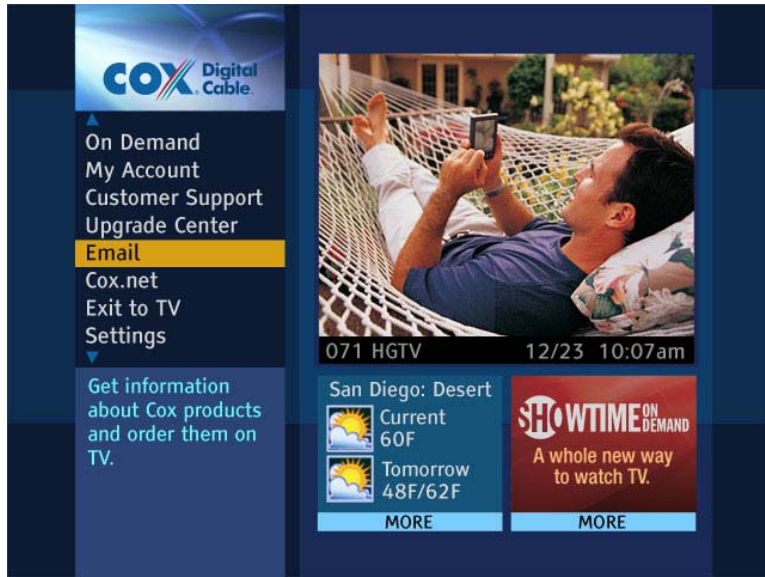 COX Digital
Cable
On Demand
My Account
Customer Support
Upgrade Center
Email
Cox.net
Exit to TV
Settings
Get information
about Cox products
and order them on
TV.
071 HGTV 12/23 10:07am
San Diego: Desert
Current
60F
Tomorrow
48F/62F
MORE
SHOWTIME ON DEMAND
A whole new way
to watch TV.
MORE